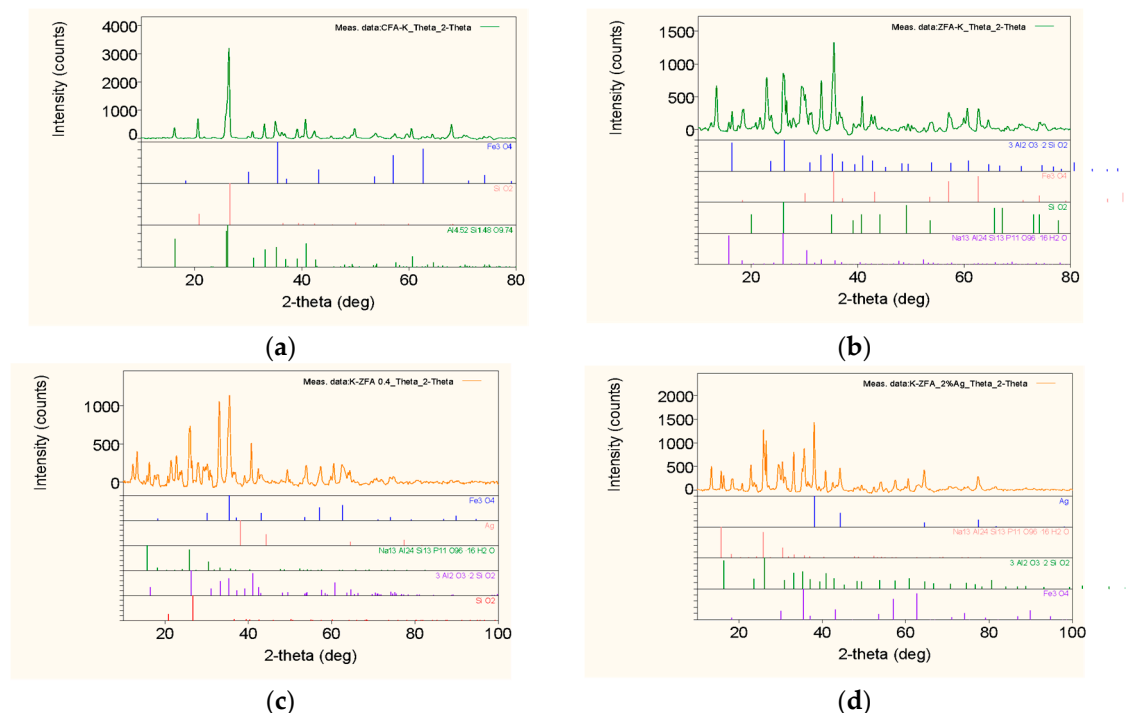 Meas. data:CFA-K_Theta_2-Theta
Intensity (counts)
4000
3000
2000
1000
0
Fe3 O4
Si O2
Al4.52 Si1.48 O9.74
20 40 60 80
2-theta (deg)
(a)
Meas. data:ZFA-K_Theta_2-Theta
Intensity (counts)
1500
1000
500
0
3 Al2 O3 ·2 Si O2
Fe3 O4
Si O2
Na13 Al24 Si13 P11 O96 ·16 H2 O
20 40 60 80
2-theta (deg)
(b)
Meas. data:K-ZFA 0.4_Theta_2-Theta
Intensity (counts)
1000
500
0
Fe3 O4
Ag
Na13 Al24 Si13 P11 O96 ·16 H2 O
3 Al2 O3 ·2 Si O2
Si O2
20 40 60 80 100
2-theta (deg)
(c)
Meas. data:K-ZFA_2%Ag_Theta_2-Theta
Intensity (counts)
2000
1500
1000
500
0
Ag
Na13 Al24 Si13 P11 O96 ·16 H2 O
3 Al2 O3 ·2 Si O2
Fe3 O4
20 40 60 80 100
2-theta (deg)
(d)